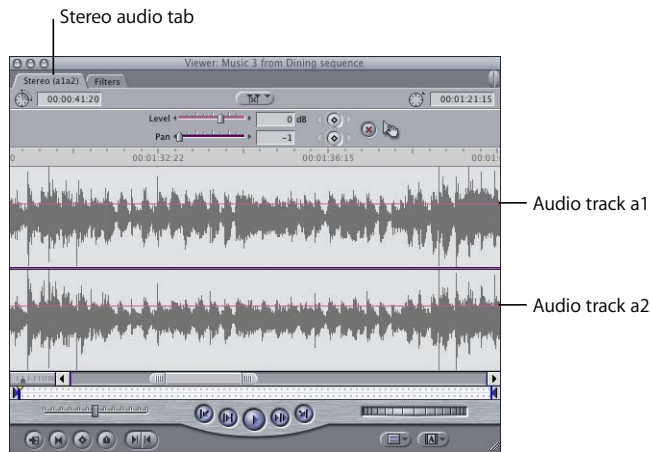 Stereo audio tab
Viewer: Music 3 from Dining sequence
Stereo (a1a2) Filters
00:00:41:20 00:01:21:15
Level 0 dB
Pan -1
0 00:01:32:22 00:01:36:15 00:01:
Audio track a1
Audio track a2
A